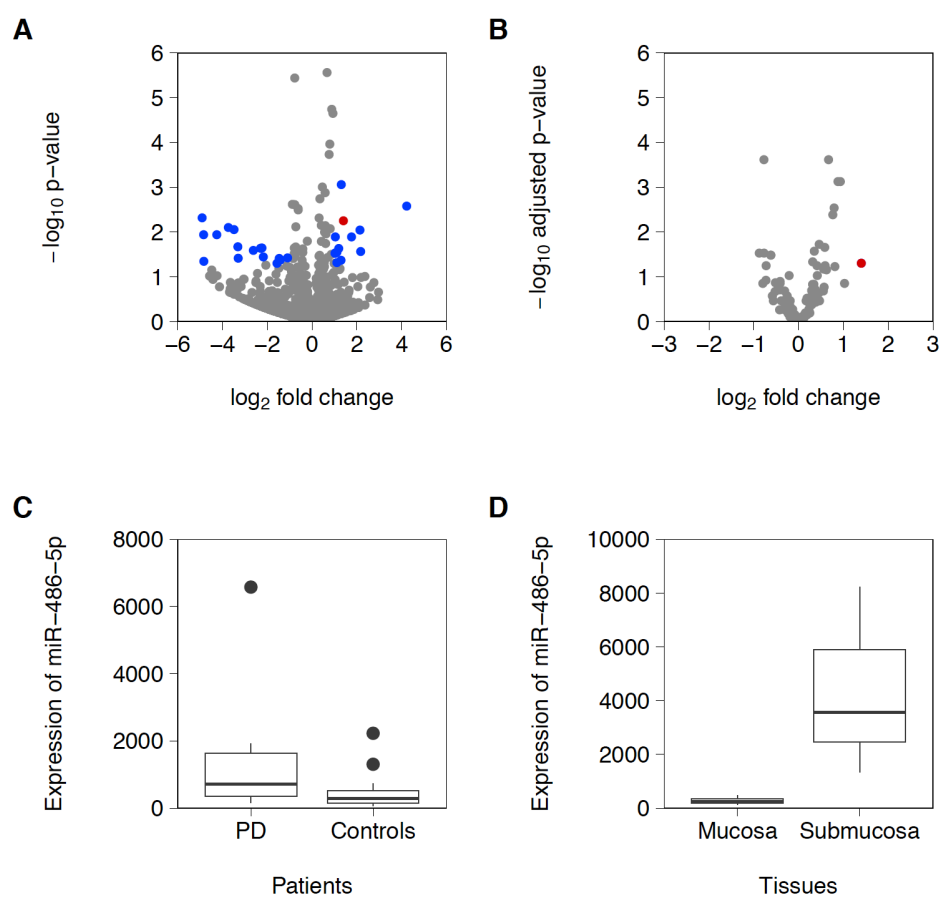 A
−log10 p−value
6
5
4
3
2
1
0
−6 −4 −2 0 2 4 6
log2 fold change
B
−log10 adjusted p−value
6
5
4
3
2
1
0
−3 −2 −1 0 1 2 3
log2 fold change
C
Expression of miR−486−5p
8000
6000
4000
2000
0
PD Controls
Patients
D
Expression of miR−486−5p
10000
8000
6000
4000
2000
0
Mucosa Submucosa
Tissues